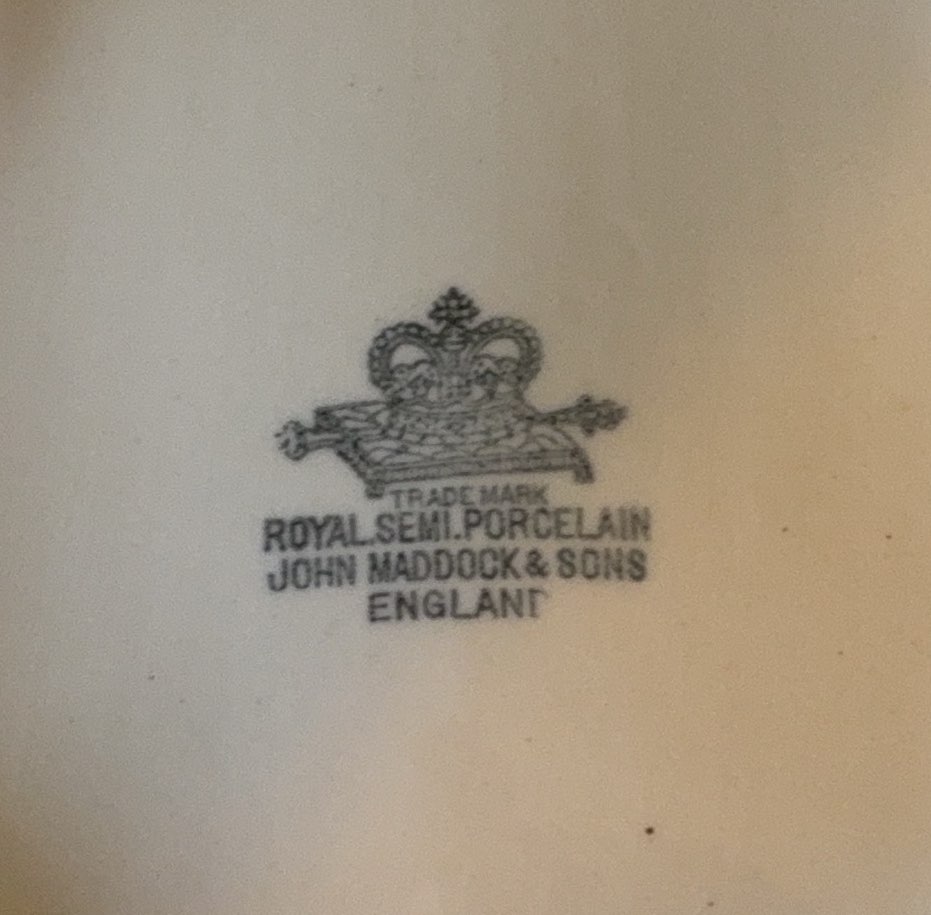 TRADE MARK
ROYAL.SEMI.PORCELAIN
JOHN MADDOCK & SONS
ENGLAND